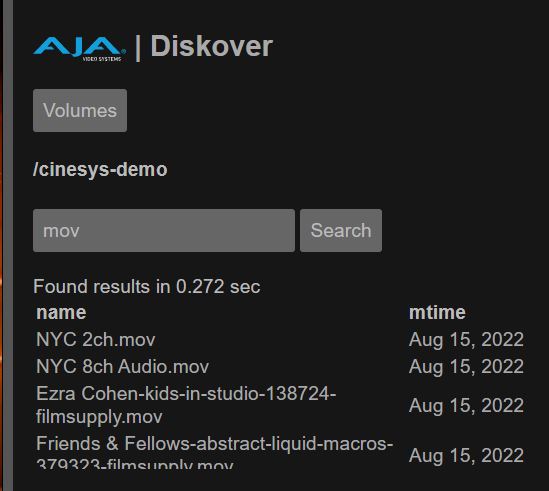 AJA | Diskover
VIDEO SYSTEMS
Volumes
/cinesys-demo
mov Search
Found results in 0.272 sec
name mtime
NYC 2ch.mov Aug 15, 2022
NYC 8ch Audio.mov Aug 15, 2022
Ezra Cohen-kids-in-studio-138724-
filmsupply.mov Aug 15, 2022
Friends & Fellows-abstract-liquid-macros-
379323-filmsupply.mov Aug 15, 2022